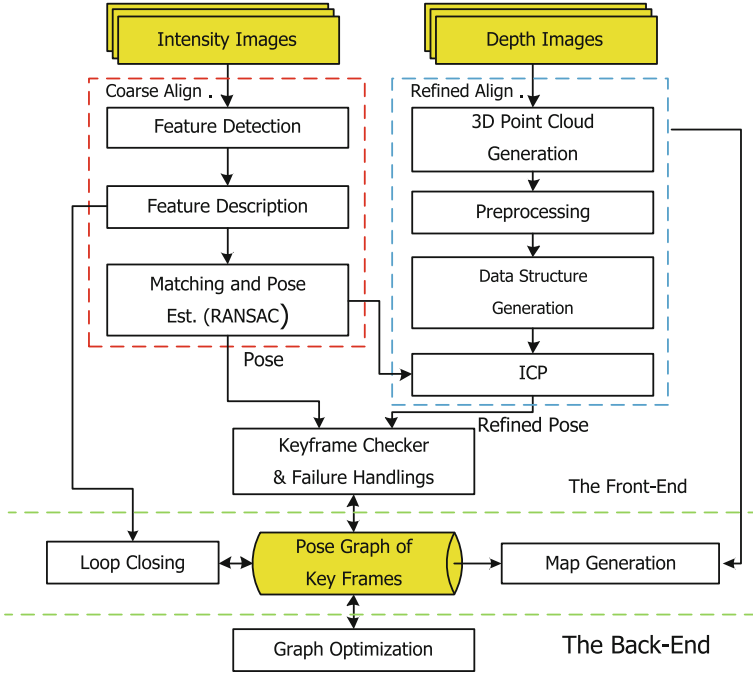 Intensity Images
Depth Images
Coarse Align .
Refined Align .
Feature Detection
3D Point Cloud
Generation
Feature Description
Preprocessing
Matching and Pose
Est. (RANSAC)
Data Structure
Generation
Pose
ICP
Refined Pose
Keyframe Checker
& Failure Handlings
The Front-End
Loop Closing
Pose Graph of
Key Frames
Map Generation
Graph Optimization
The Back-End